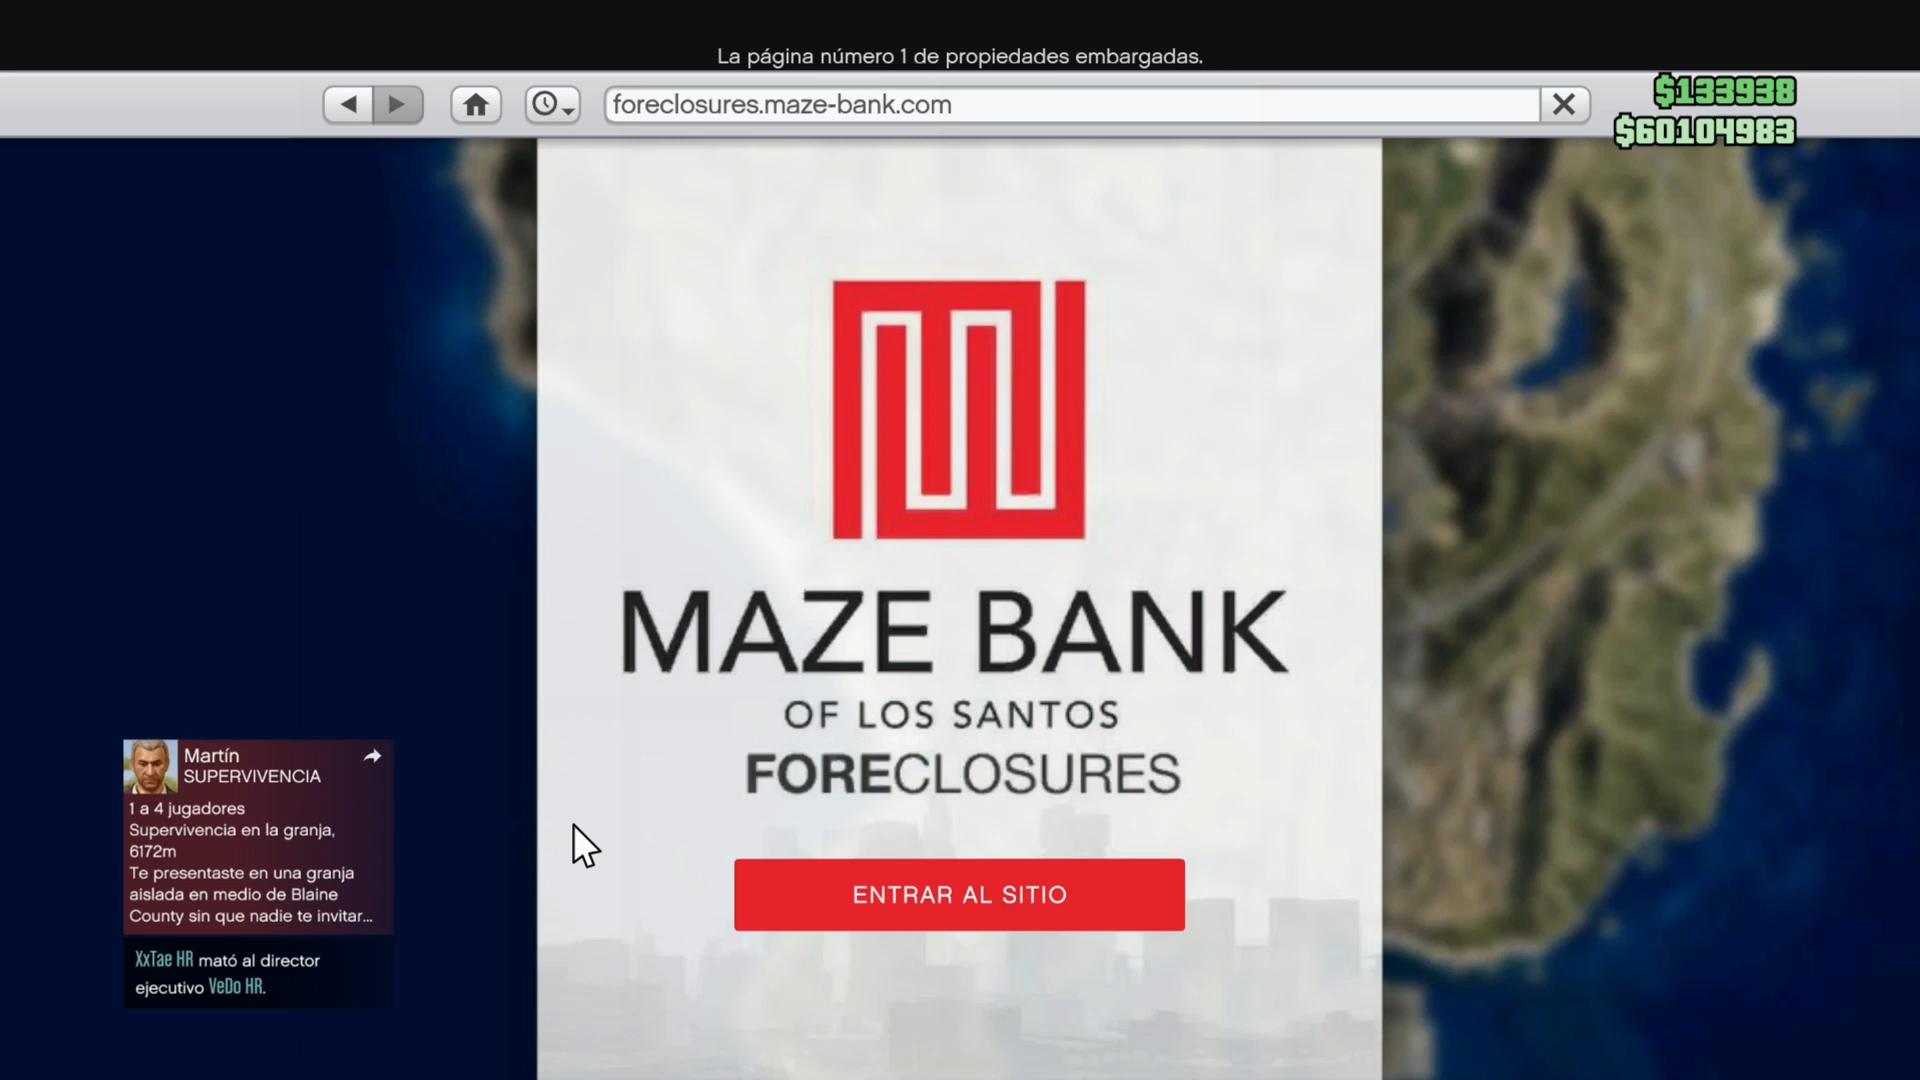 La página número 1 de propiedades embargadas.
foreclosures.maze-bank.com
$133938
$60104983
MAZE BANK
OF LOS SANTOS
FORECLOSURES
ENTRAR AL SITIO
Martín
SUPERVIVENCIA
1 a 4 jugadores
Supervivencia en la granja,
6172m
Te presentaste en una granja
aislada en medio de Blaine
County sin que nadie te invitar...
XxTae HR mató al director
ejecutivo VeDo HR.